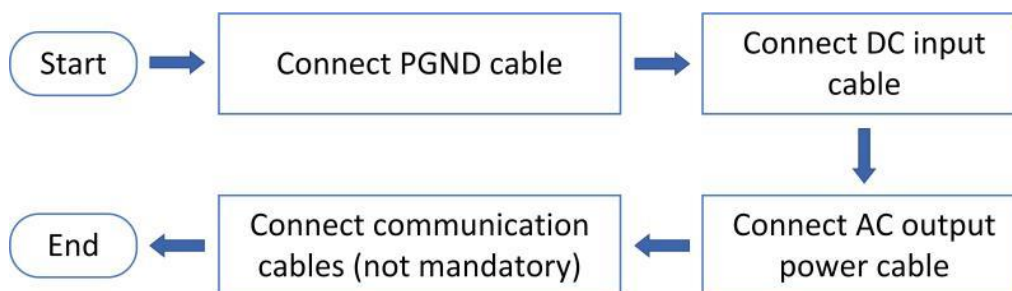 Start
Connect PGND cable
Connect DC input
cable
Connect AC output
power cable
Connect communication
cables (not mandatory)
End